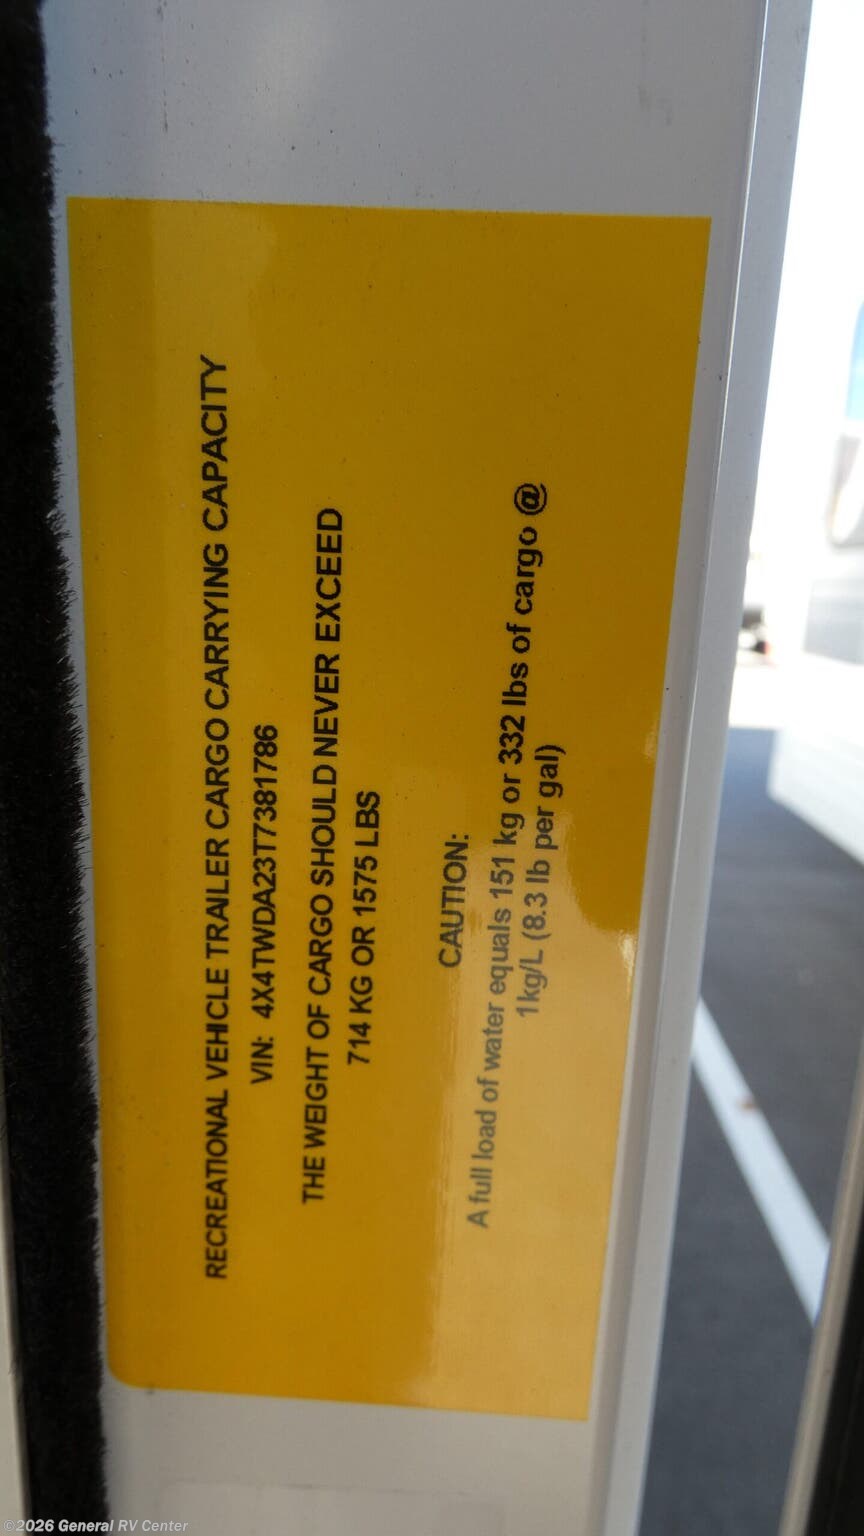 RECREATIONAL VEHICLE TRAILER CARGO CARRYING CAPACITY
VIN: 4X4TWDA23T7381786
THE WEIGHT OF CARGO SHOULD NEVER EXCEED
714 KG OR 1575 LBS
CAUTION:
A full load of water equals 151 kg or 332 lbs of cargo @
1kg/L (8.3 lb per gal)
©2026 General RV Center